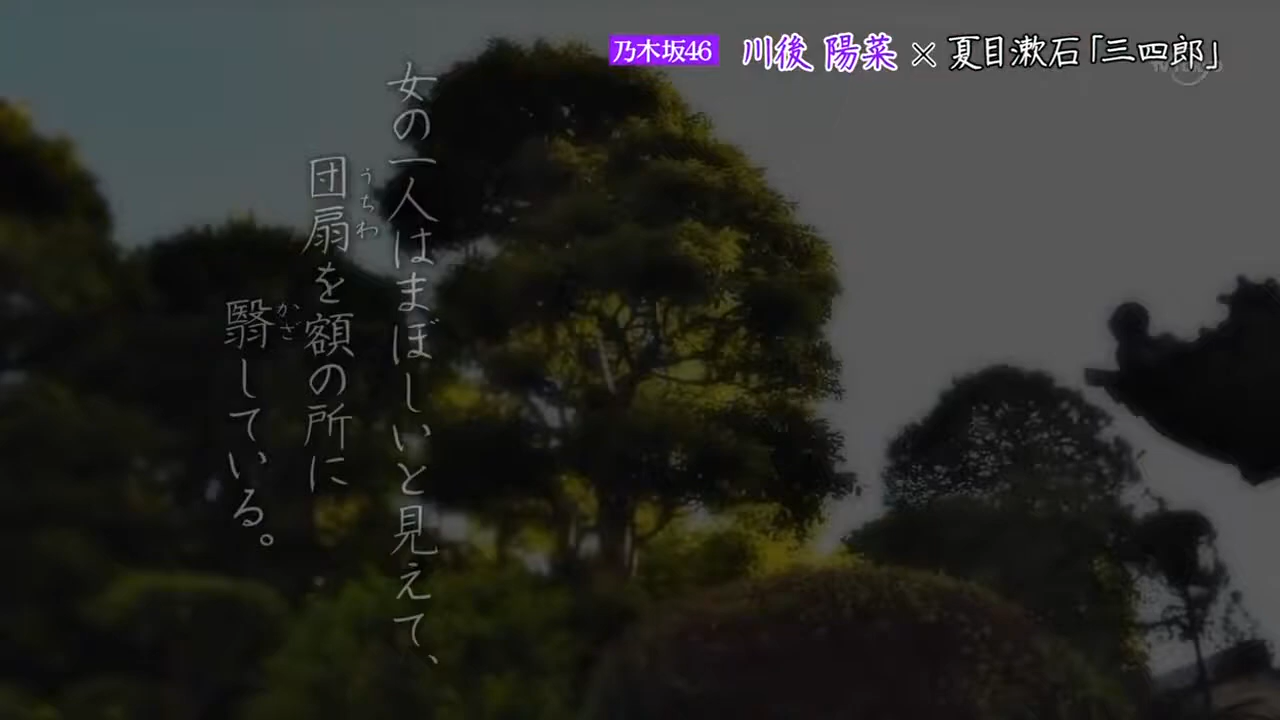 乃木坂46 川後 陽菜 × 夏目漱石「三四郎」
女の一人はまぼしいと見えて、
うちわ
団扇を額の所に
かざ
翳している。